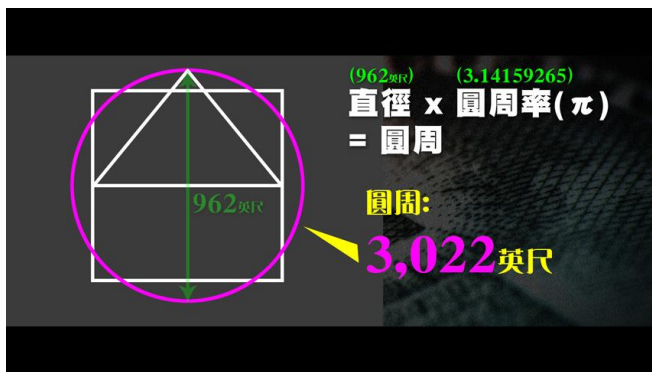 (962英尺) (3.14159265)
直徑 x 圓周率(π)
= 圓周
962英尺
圓周:
3,022英尺